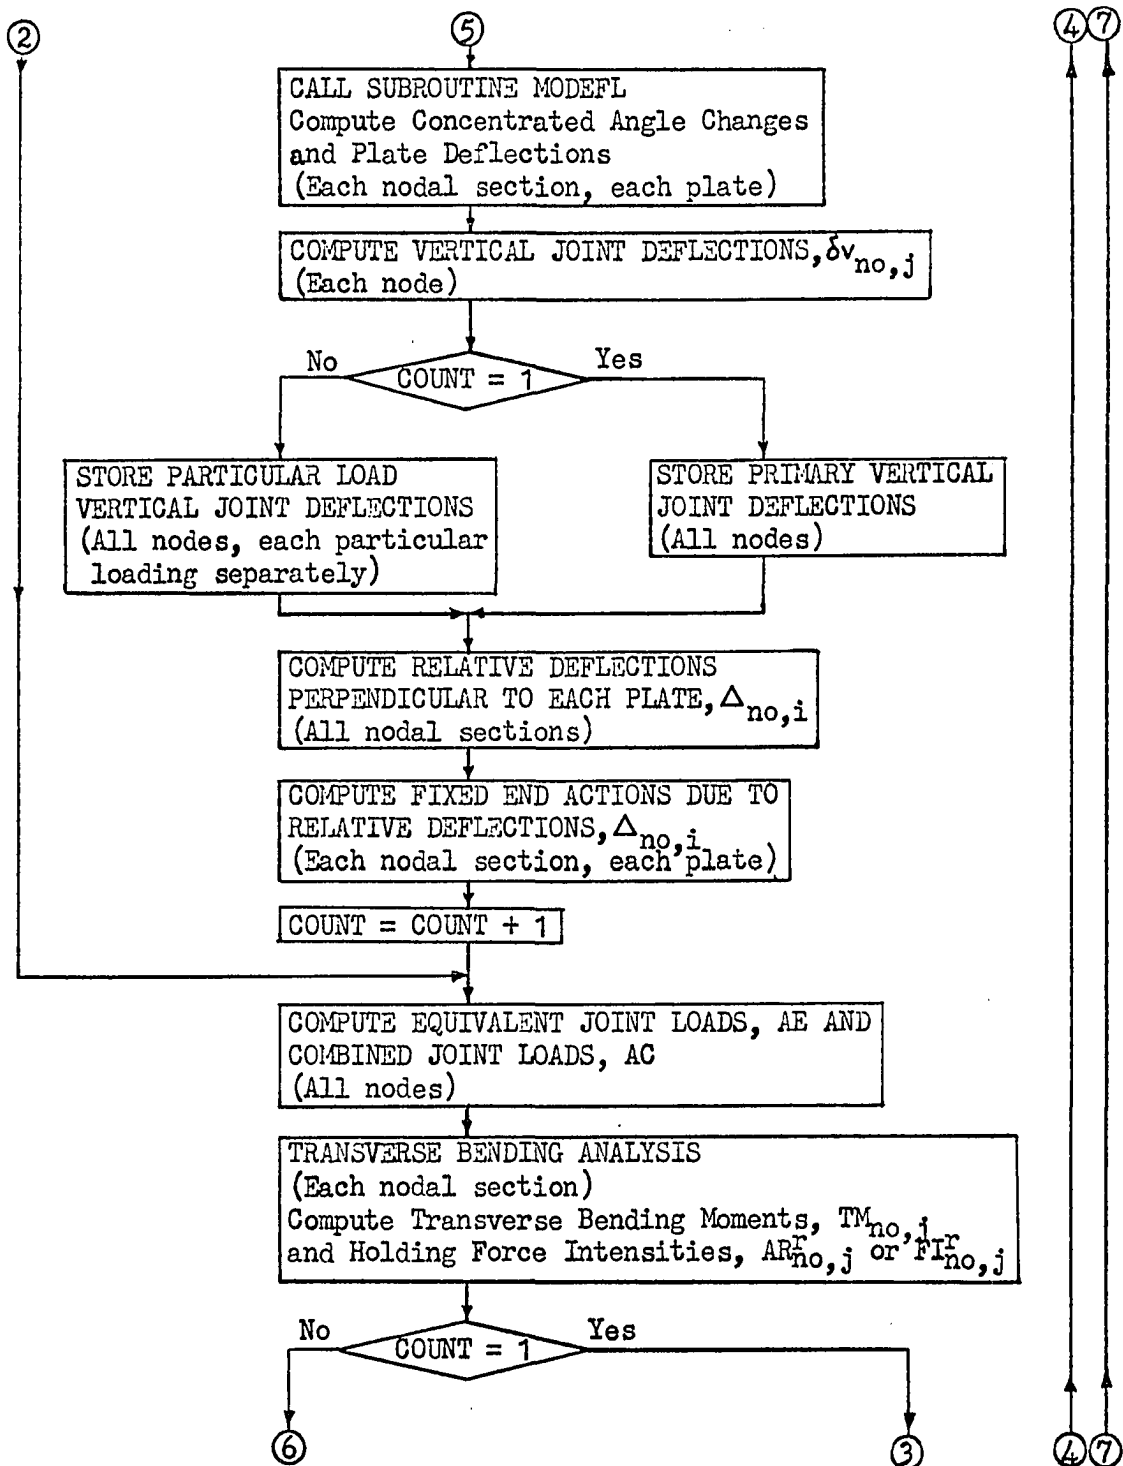 ② ⑤ ④ ⑦
CALL SUBROUTINE MODEFL
Compute Concentrated Angle Changes
and Plate Deflections
(Each nodal section, each plate)
COMPUTE VERTICAL JOINT DEFLECTIONS, δv_no,j
(Each node)
No Yes
COUNT = 1
STORE PARTICULAR LOAD
VERTICAL JOINT DEFLECTIONS
(All nodes, each particular
loading separately)
STORE PRIMARY VERTICAL
JOINT DEFLECTIONS
(All nodes)
COMPUTE RELATIVE DEFLECTIONS
PERPENDICULAR TO EACH PLATE, Δ_no,i
(All nodal sections)
COMPUTE FIXED END ACTIONS DUE TO
RELATIVE DEFLECTIONS, Δ_no,i
(Each nodal section, each plate)
COUNT = COUNT + 1
COMPUTE EQUIVALENT JOINT LOADS, AE AND
COMBINED JOINT LOADS, AC
(All nodes)
TRANSVERSE BENDING ANALYSIS
(Each nodal section)
Compute Transverse Bending Moments, TM_no,j
and Holding Force Intensities, AR^r_no,j or FI^r_no,j
No Yes
COUNT = 1
⑥ ③ ④ ⑦